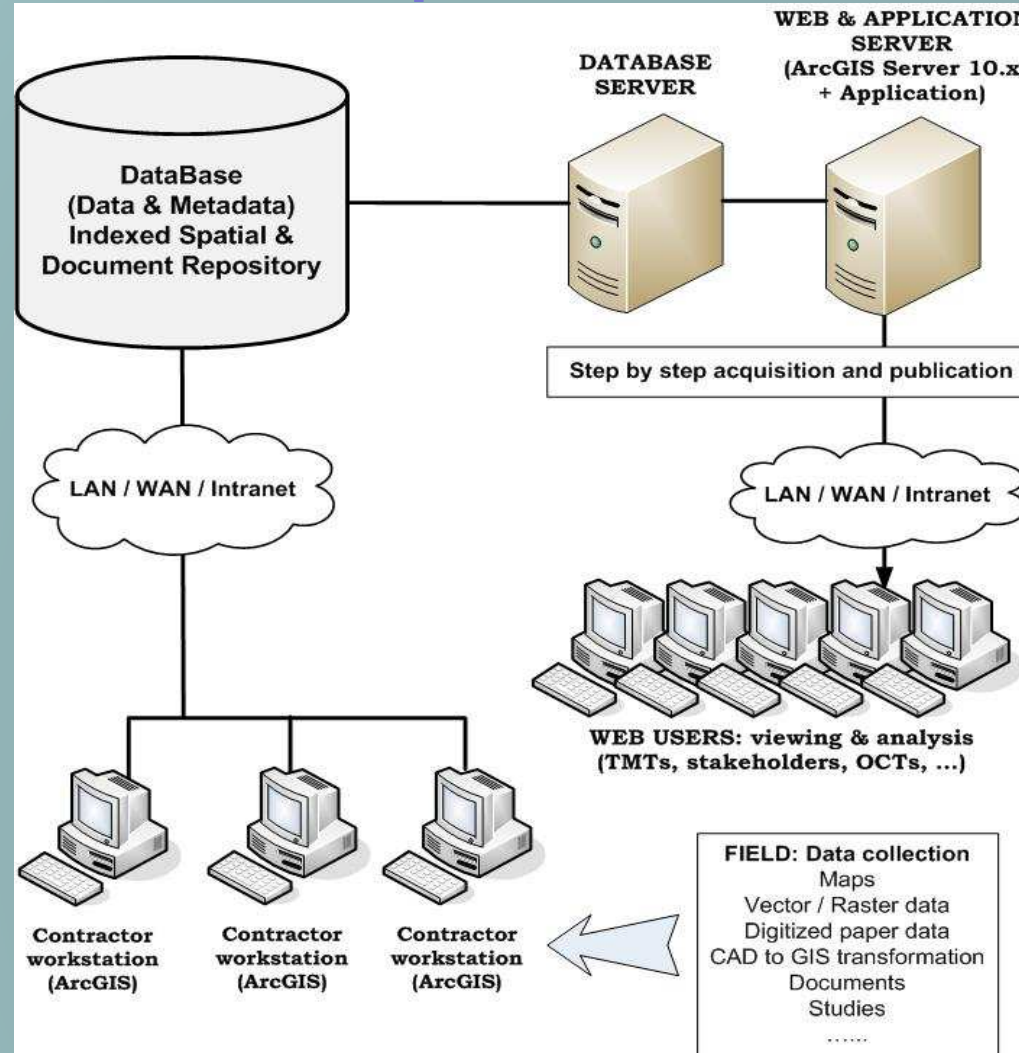 WEB & APPLICATION
SERVER
(ArcGIS Server 10.x
+ Application)
DATABASE
SERVER
DataBase
(Data & Metadata)
Indexed Spatial &
Document Repository
Step by step acquisition and publication
LAN / WAN / Intranet
LAN / WAN / Intranet
WEB USERS: viewing & analysis
(TMTs, stakeholders, OCTs, ...)
Contractor
workstation
(ArcGIS)
Contractor
workstation
(ArcGIS)
Contractor
workstation
(ArcGIS)
FIELD: Data collection
Maps
Vector / Raster data
Digitized paper data
CAD to GIS transformation
Documents
Studies
......